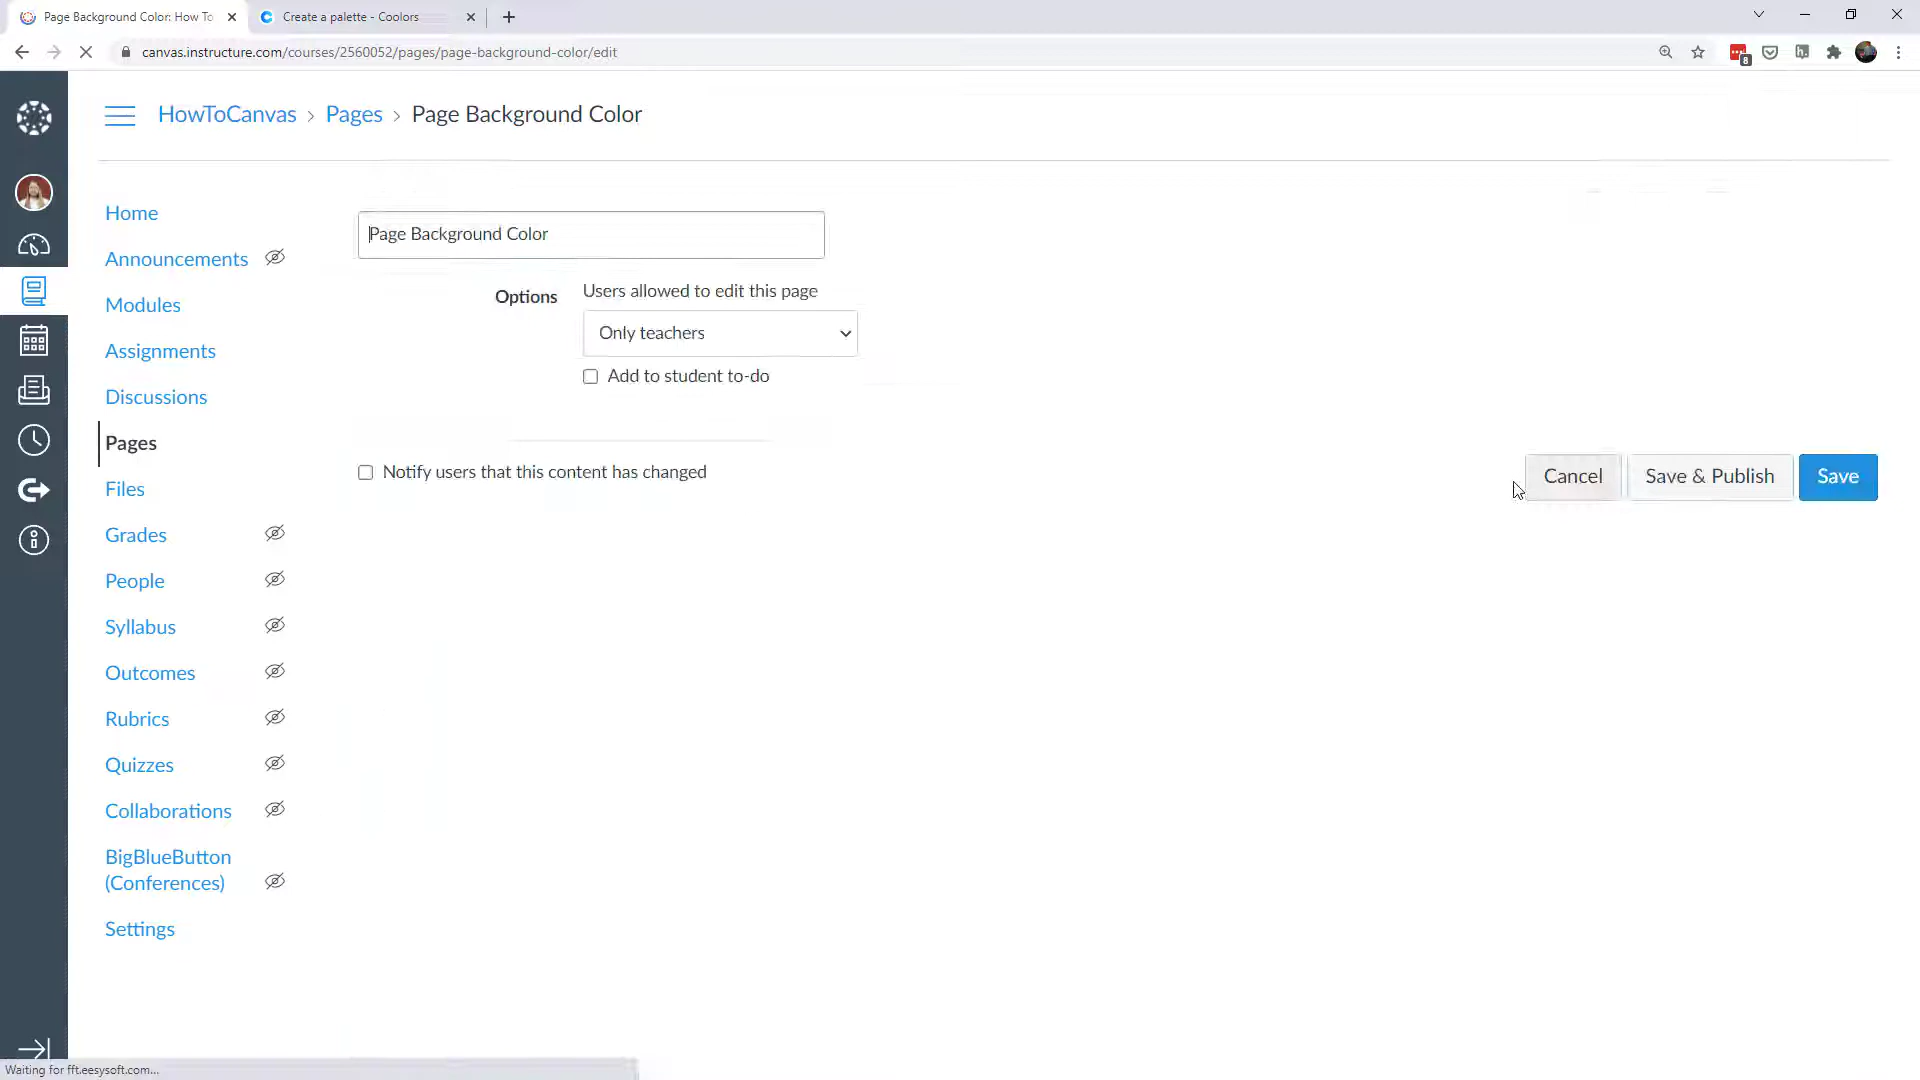 Page Background Color: How To
Create a palette - Coolors
canvas.instructure.com/courses/2560052/pages/page-background-color/edit
8
HowToCanvas > Pages > Page Background Color
Home
Announcements
Modules
Assignments
Discussions
Pages
Files
Grades
People
Syllabus
Outcomes
Rubrics
Quizzes
Collaborations
BigBlueButton
(Conferences)
Settings
Page Background Color
Options
Users allowed to edit this page
Only teachers
Add to student to-do
Notify users that this content has changed
Cancel
Save & Publish
Save
Waiting for fft.eesysoft.com...